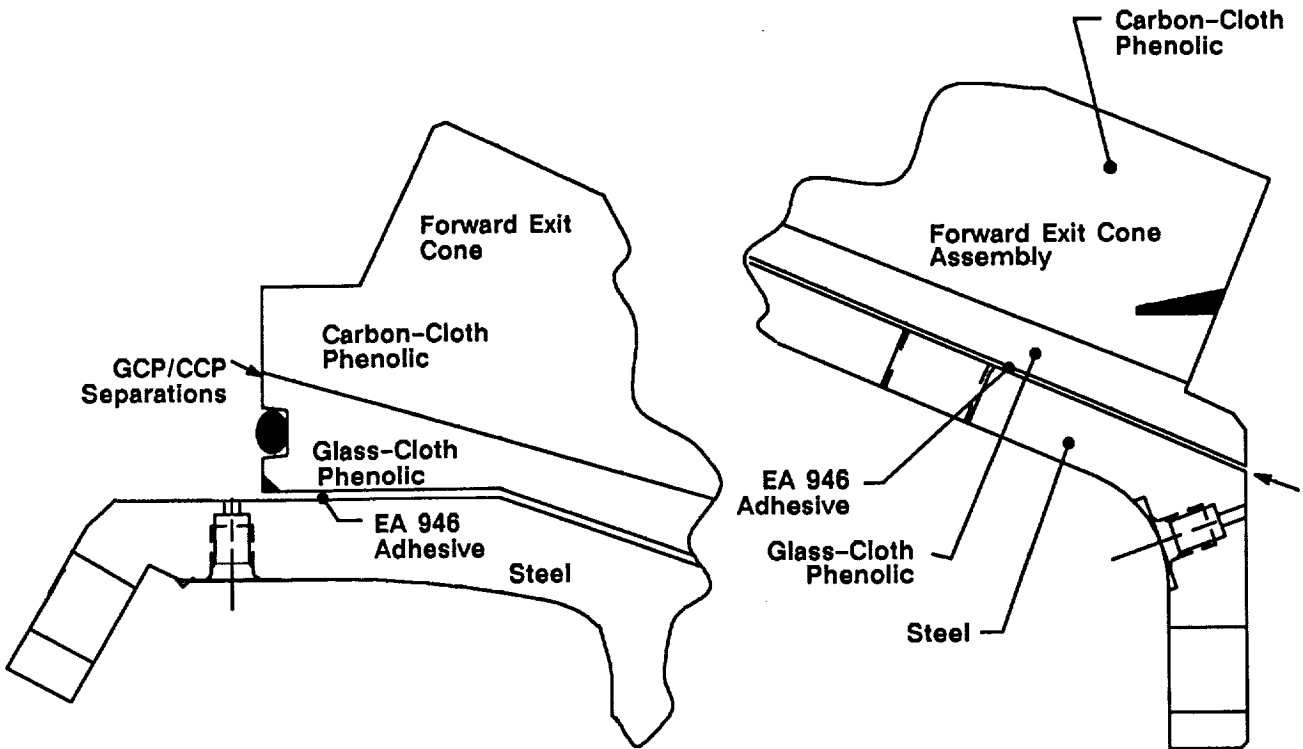 Carbon-Cloth
Phenolic
Forward Exit
Cone
Forward Exit Cone
Assembly
Carbon-Cloth
Phenolic
GCP/CCP
Separations
Glass-Cloth
Phenolic
EA 946
Adhesive
EA 946
Adhesive
Glass-Cloth
Phenolic
Steel
Steel